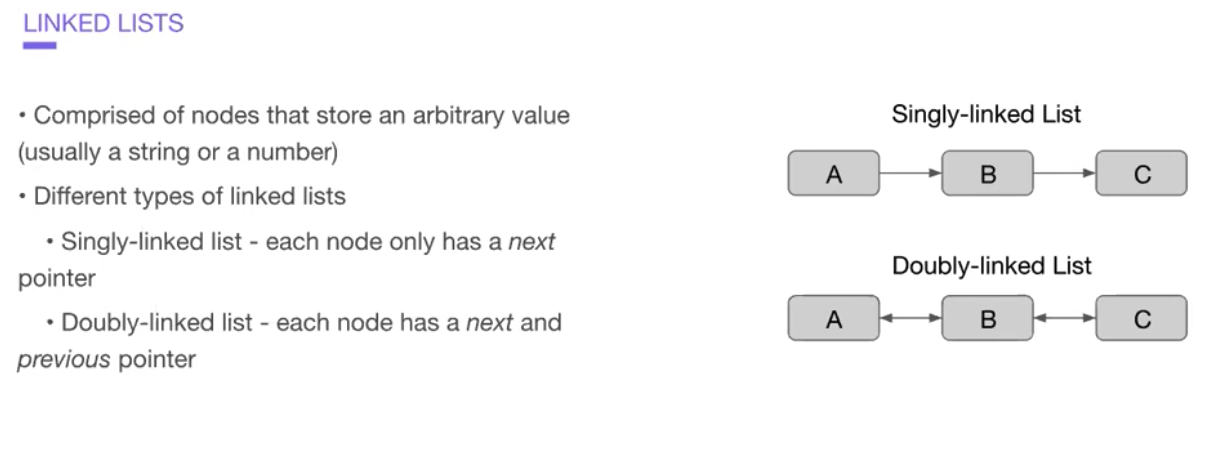 LINKED LISTS
• Comprised of nodes that store an arbitrary value
(usually a string or a number)
• Different types of linked lists
• Singly-linked list - each node only has a next
pointer
• Doubly-linked list - each node has a next and
previous pointer
Singly-linked List
A B C
Doubly-linked List
A B C